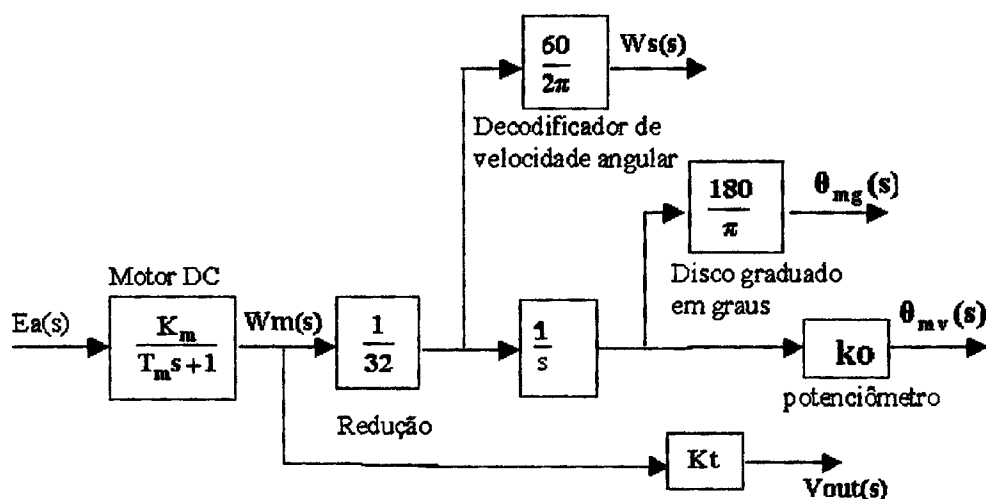 60
2π
Ws(s)
Decodificador de
velocidade angular
180
π
θmg(s)
Disco graduado
em graus
Motor DC
Ea(s)
Km
Tms+1
Wm(s)
1
32
Redução
1
s
ko
θmv(s)
potenciômetro
Kt
Vout(s)